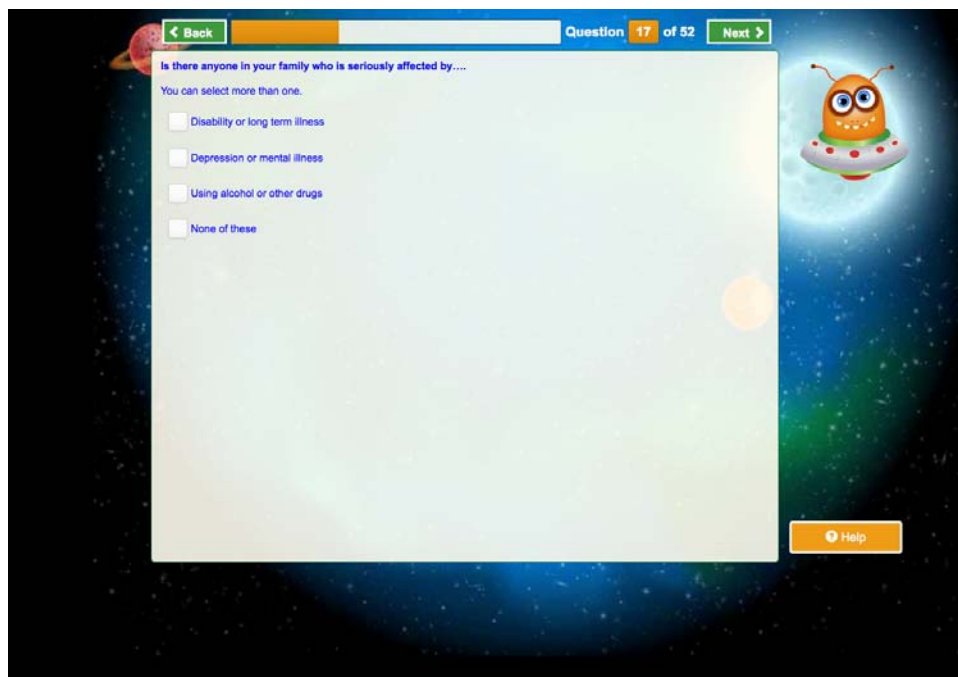 Back Question 17 of 52 Next
Is there anyone in your family who is seriously affected by....
You can select more than one.
Disability or long term illness
Depression or mental illness
Using alcohol or other drugs
None of these
? Help